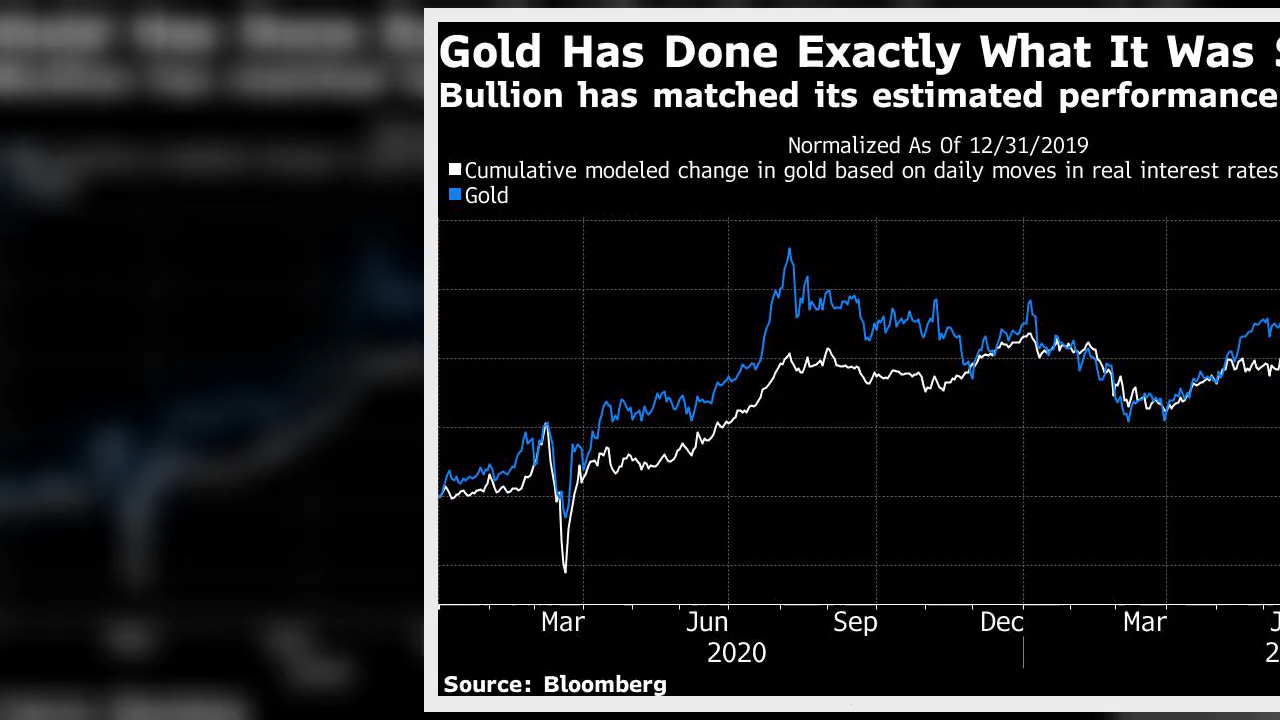 Gold Has Done Exactly What It Was
Bullion has matched its estimated performance
Normalized As Of 12/31/2019
Cumulative modeled change in gold based on daily moves in real interest rates
Gold
Mar Jun Sep Dec Mar
2020
Source: Bloomberg